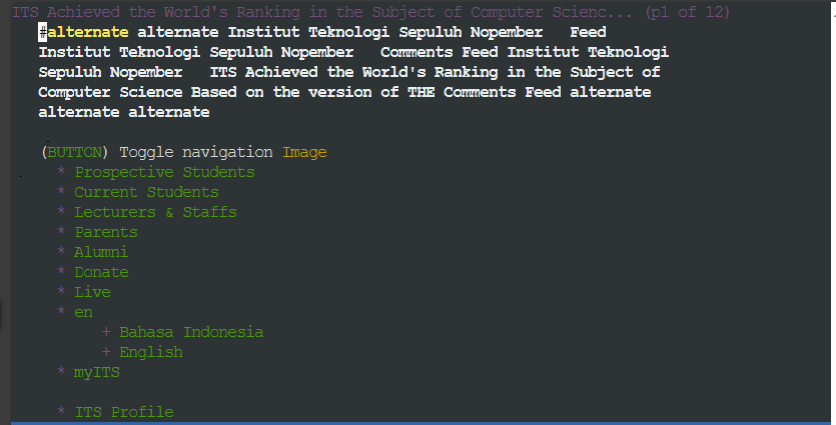 ITS Achieved the World's Ranking in the Subject of Computer Scienc... (p1 of 12)
#alternate alternate Institut Teknologi Sepuluh Nopember Feed
Institut Teknologi Sepuluh Nopember Comments Feed Institut Teknologi
Sepuluh Nopember ITS Achieved the World's Ranking in the Subject of
Computer Science Based on the version of THE Comments Feed alternate
alternate alternate
(BUTTON) Toggle navigation Image
* Prospective Students
* Current Students
* Lecturers & Staffs
* Parents
* Alumni
* Donate
* Live
* en
+ Bahasa Indonesia
+ English
* myITS
* ITS Profile